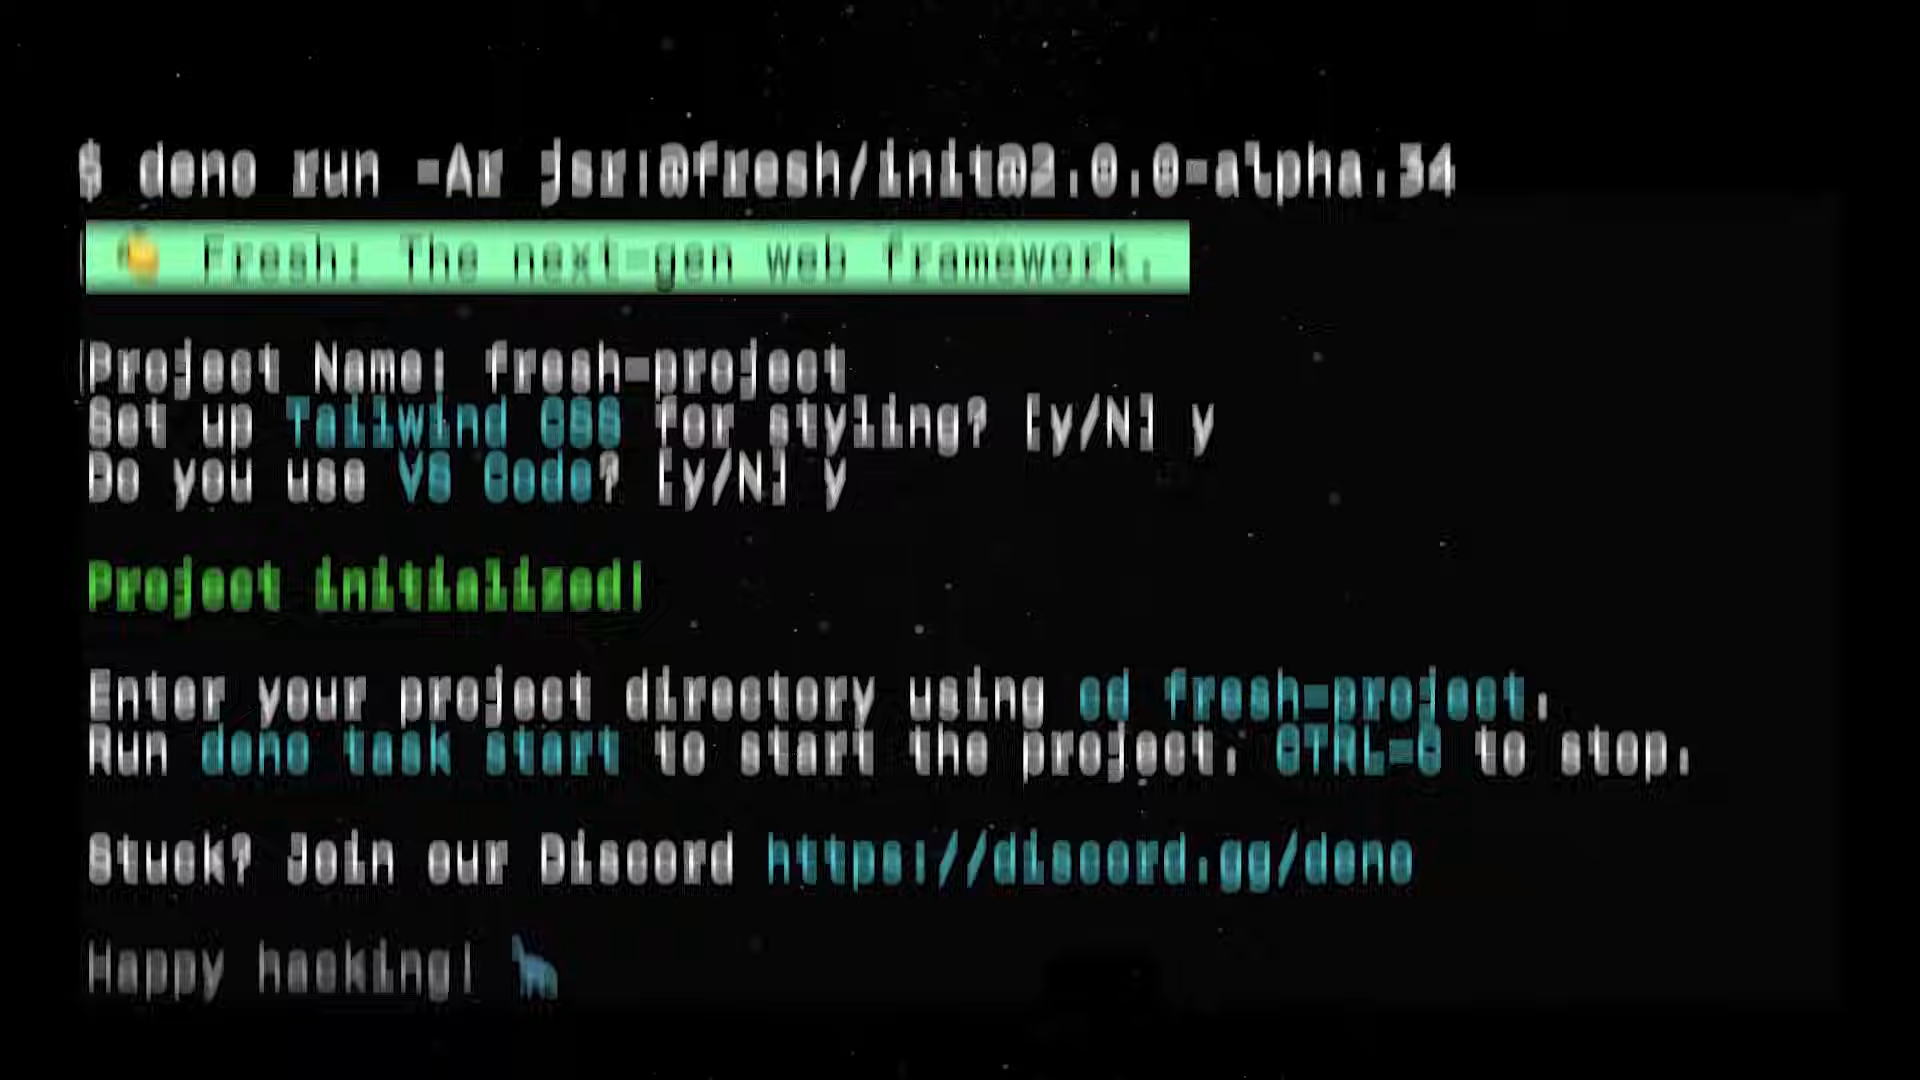 $ deno run -Ar jsr:@fresh/init@2.0.0-alpha.34
🍋 Fresh: The next-gen web framework.
Project Name: fresh-project
Set up Tailwind CSS for styling? [y/N] y
Do you use VS Code? [y/N] y
Project initialized!
Enter your project directory using cd fresh-project.
Run deno task start to start the project. CTRL-C to stop.
Stuck? Join our Discord https://discord.gg/deno
Happy hacking! 🦕